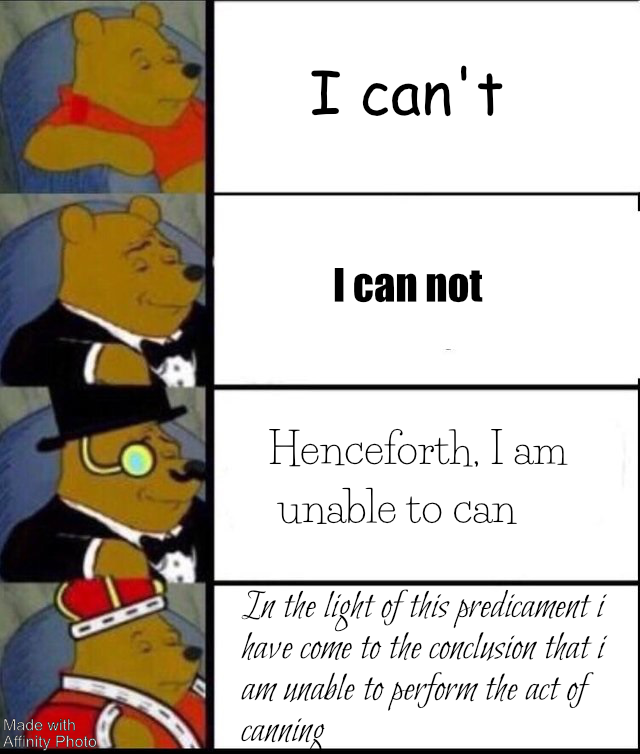 I can't
I can not
Henceforth, I am
unable to can
In the light of this predicament i
have come to the conclusion that i
am unable to perform the act of
canning
Made with
Affinity Photo